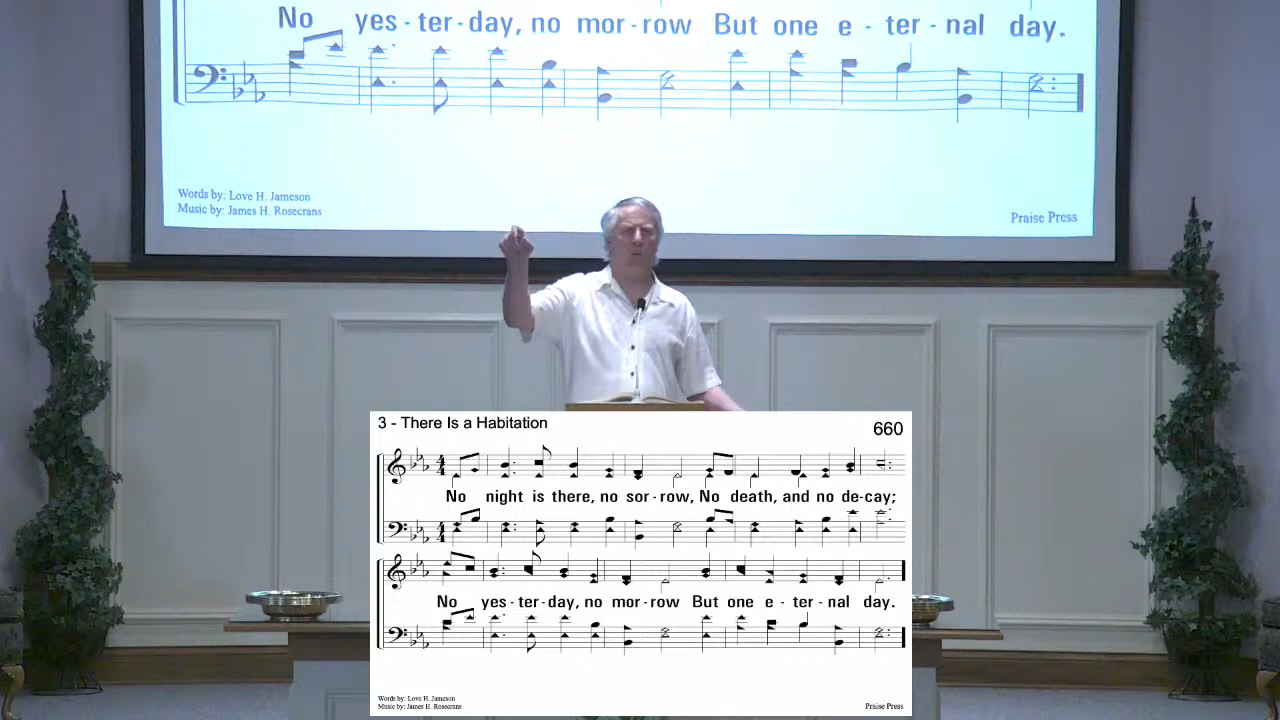 No yes-ter-day, no mor-row But one e-ter-nal day.
Words by: Love H. Jameson
Music by: James H. Rosecrans
Praise Press
3 - There Is a Habitation
660
No night is there, no sor-row, No death, and no de-cay;
No yes-ter-day, no mor-row But one e-ter-nal day.
Words by: Love H. Jameson
Music by: James H. Rosecrans
Praise Press